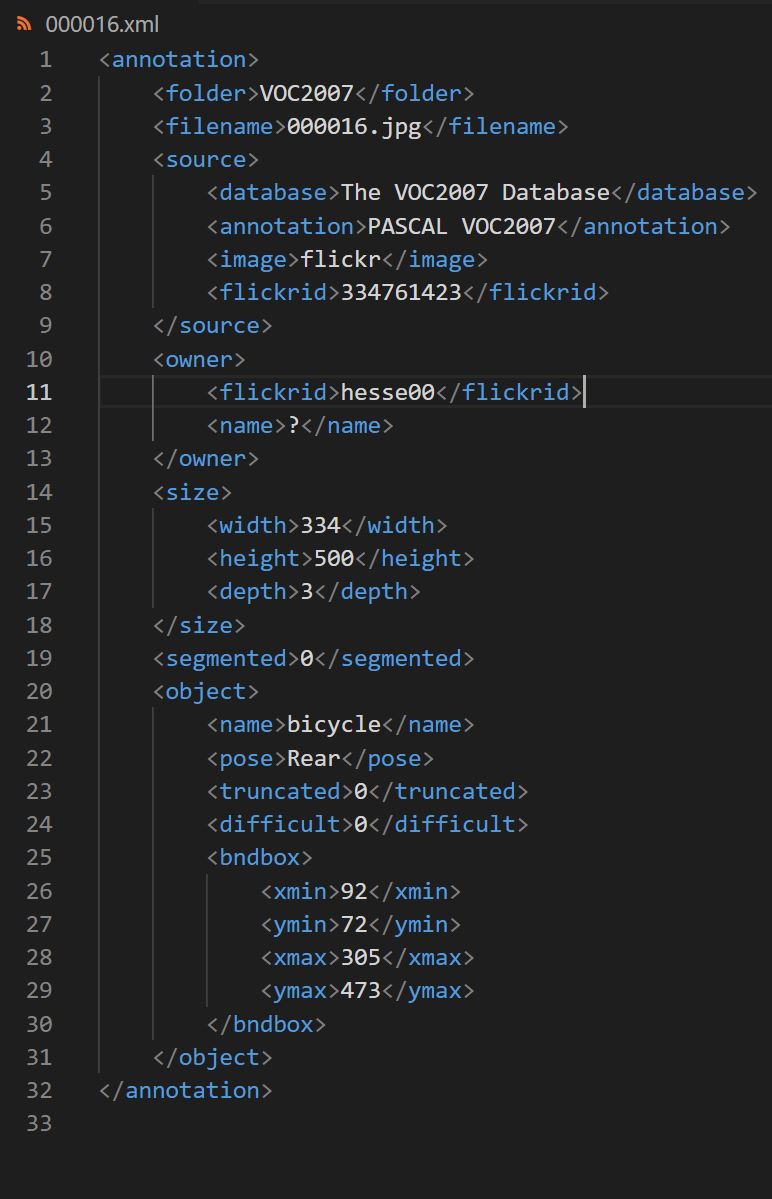 000016.xml
1 <annotation>
2     <folder>VOC2007</folder>
3     <filename>000016.jpg</filename>
4     <source>
5         <database>The VOC2007 Database</database>
6         <annotation>PASCAL VOC2007</annotation>
7         <image>flickr</image>
8         <flickrid>334761423</flickrid>
9     </source>
10     <owner>
11         <flickrid>hesse00</flickrid>
12         <name>?</name>
13     </owner>
14     <size>
15         <width>334</width>
16         <height>500</height>
17         <depth>3</depth>
18     </size>
19     <segmented>0</segmented>
20     <object>
21         <name>bicycle</name>
22         <pose>Rear</pose>
23         <truncated>0</truncated>
24         <difficult>0</difficult>
25         <bndbox>
26             <xmin>92</xmin>
27             <ymin>72</ymin>
28             <xmax>305</xmax>
29             <ymax>473</ymax>
30         </bndbox>
31     </object>
32 </annotation>
33